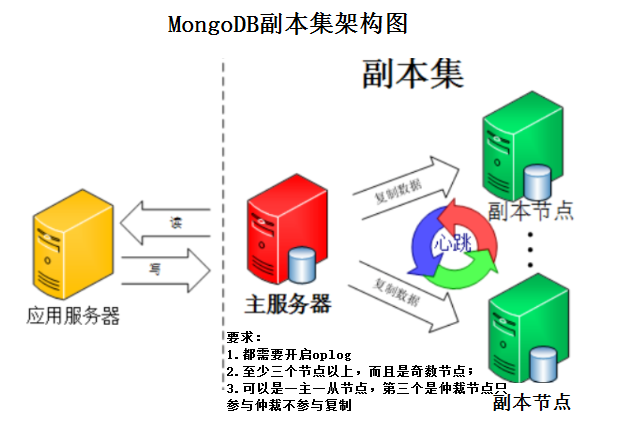 MongoDB副本集架构图
副本集
复制数据
副本节点
读
心跳
写
主服务器
复制数据
应用服务器
要求：
1.都需要开启oplog
2.至少三个节点以上，而且是奇数节点；
3.可以是一主一从节点，第三个是仲裁节点只
参与仲裁不参与复制
副本节点